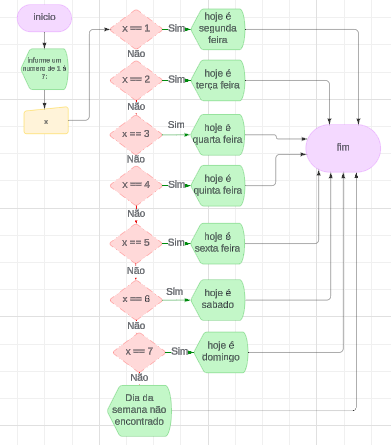 inicio
informe um
numero de 1 á
7:
x
x == 1
Sim
hoje é
segunda
feira
Não
x == 2
Sim
hoje é
terça feira
Não
x == 3
Sim
hoje é
quarta feira
Não
x == 4
Sim
hoje é
quinta feira
Não
x == 5
Sim
hoje é
sexta feira
Não
x == 6
Sim
hoje é
sabado
Não
x == 7
Sim
hoje é
domingo
Não
Dia da
semana não
encontrado
fim